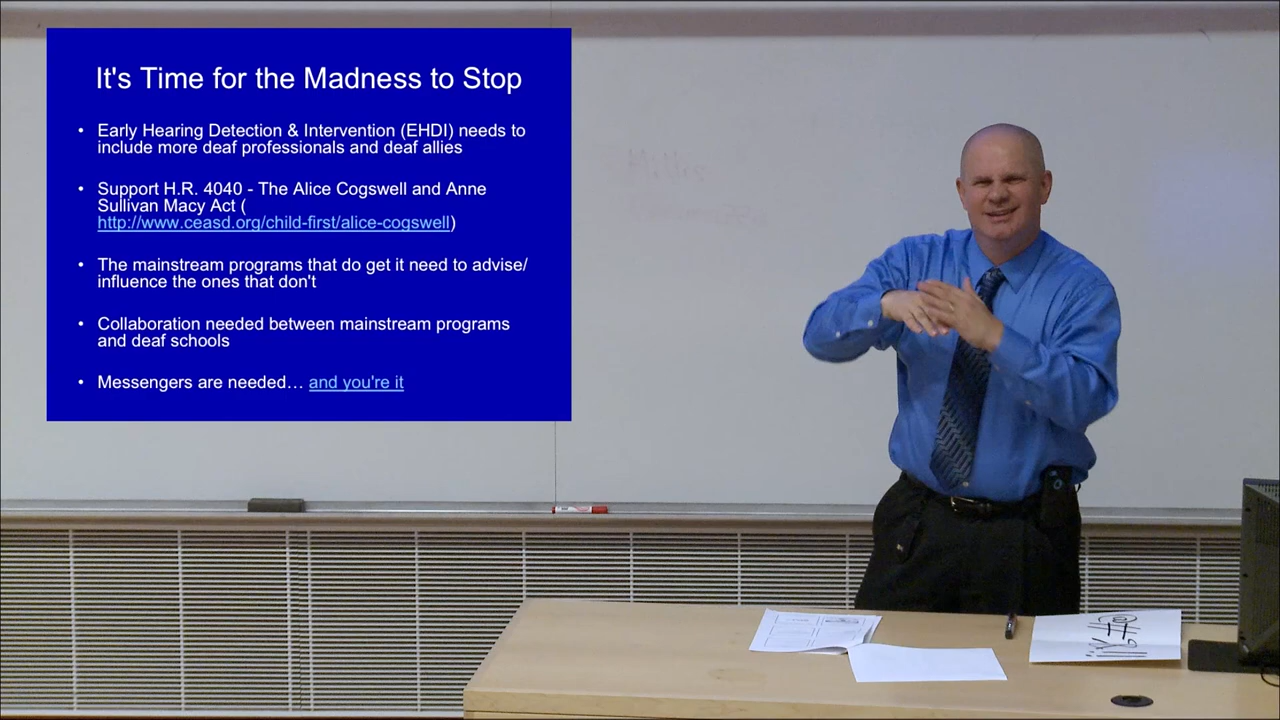 It's Time for the Madness to Stop
• Early Hearing Detection & Intervention (EHDI) needs to
include more deaf professionals and deaf allies
• Support H.R. 4040 - The Alice Cogswell and Anne
Sullivan Macy Act (
http://www.ceasd.org/child-first/alice-cogswell)
• The mainstream programs that do get it need to advise/
influence the ones that don't
• Collaboration needed between mainstream programs
and deaf schools
• Messengers are needed… and you're it